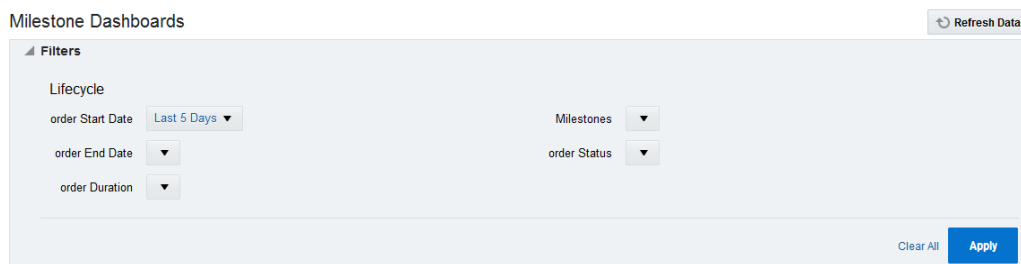 Milestone Dashboards
Refresh Data
Filters
Lifecycle
order Start Date Last 5 Days
Milestones
order End Date
order Status
order Duration
Clear All Apply